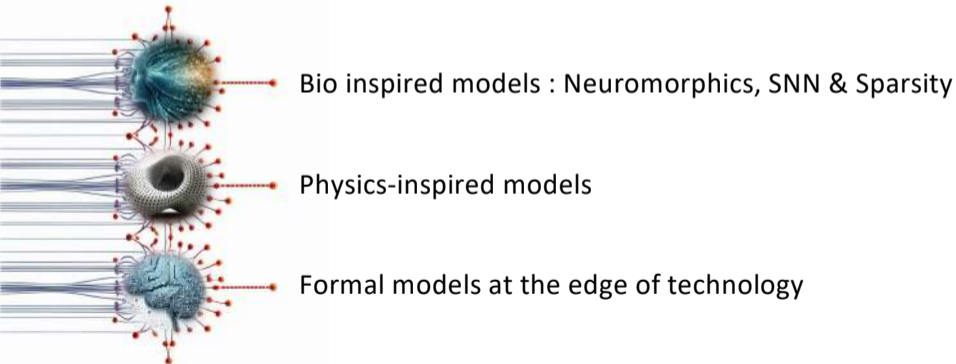 Bio inspired models : Neuromorphics, SNN & Sparsity
Physics-inspired models
Formal models at the edge of technology